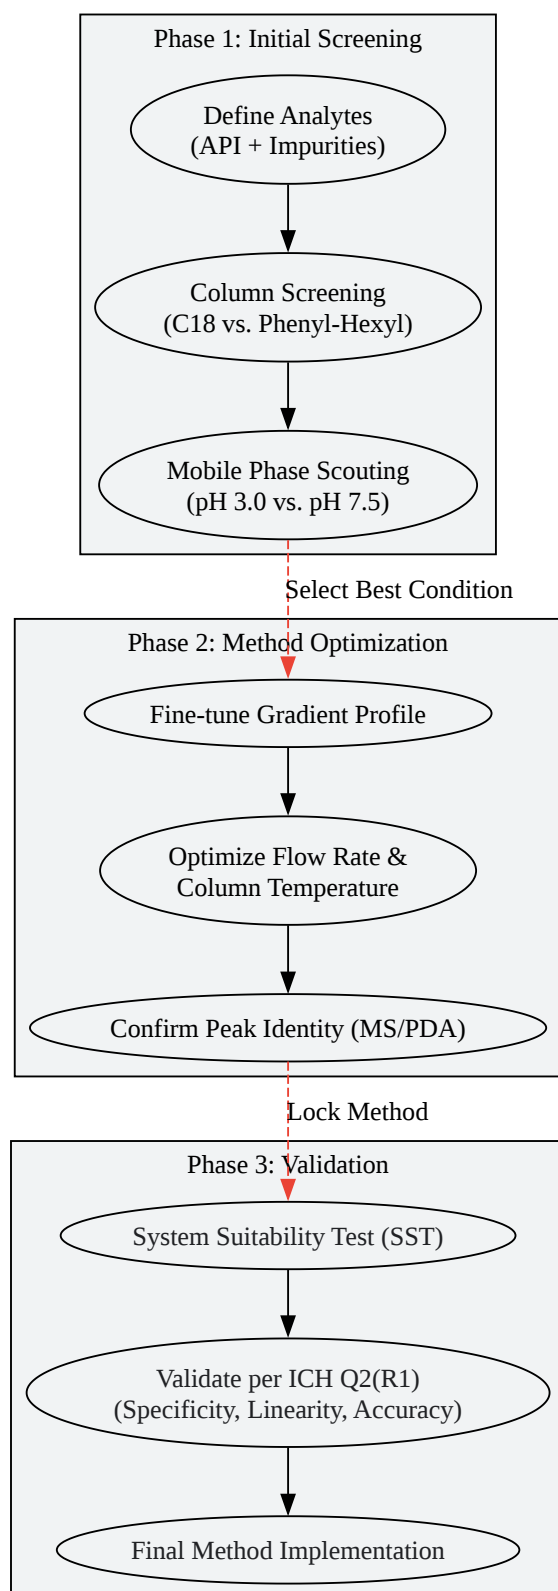 Phase 1: Initial Screening
Define Analytes
(API + Impurities)
Column Screening
(C18 vs. Phenyl-Hexyl)
Mobile Phase Scouting
(pH 3.0 vs. pH 7.5)
Select Best Condition
Phase 2: Method Optimization
Fine-tune Gradient Profile
Optimize Flow Rate &
Column Temperature
Confirm Peak Identity (MS/PDA)
Lock Method
Phase 3: Validation
System Suitability Test (SST)
Validate per ICH Q2(R1)
(Specificity, Linearity, Accuracy)
Final Method Implementation